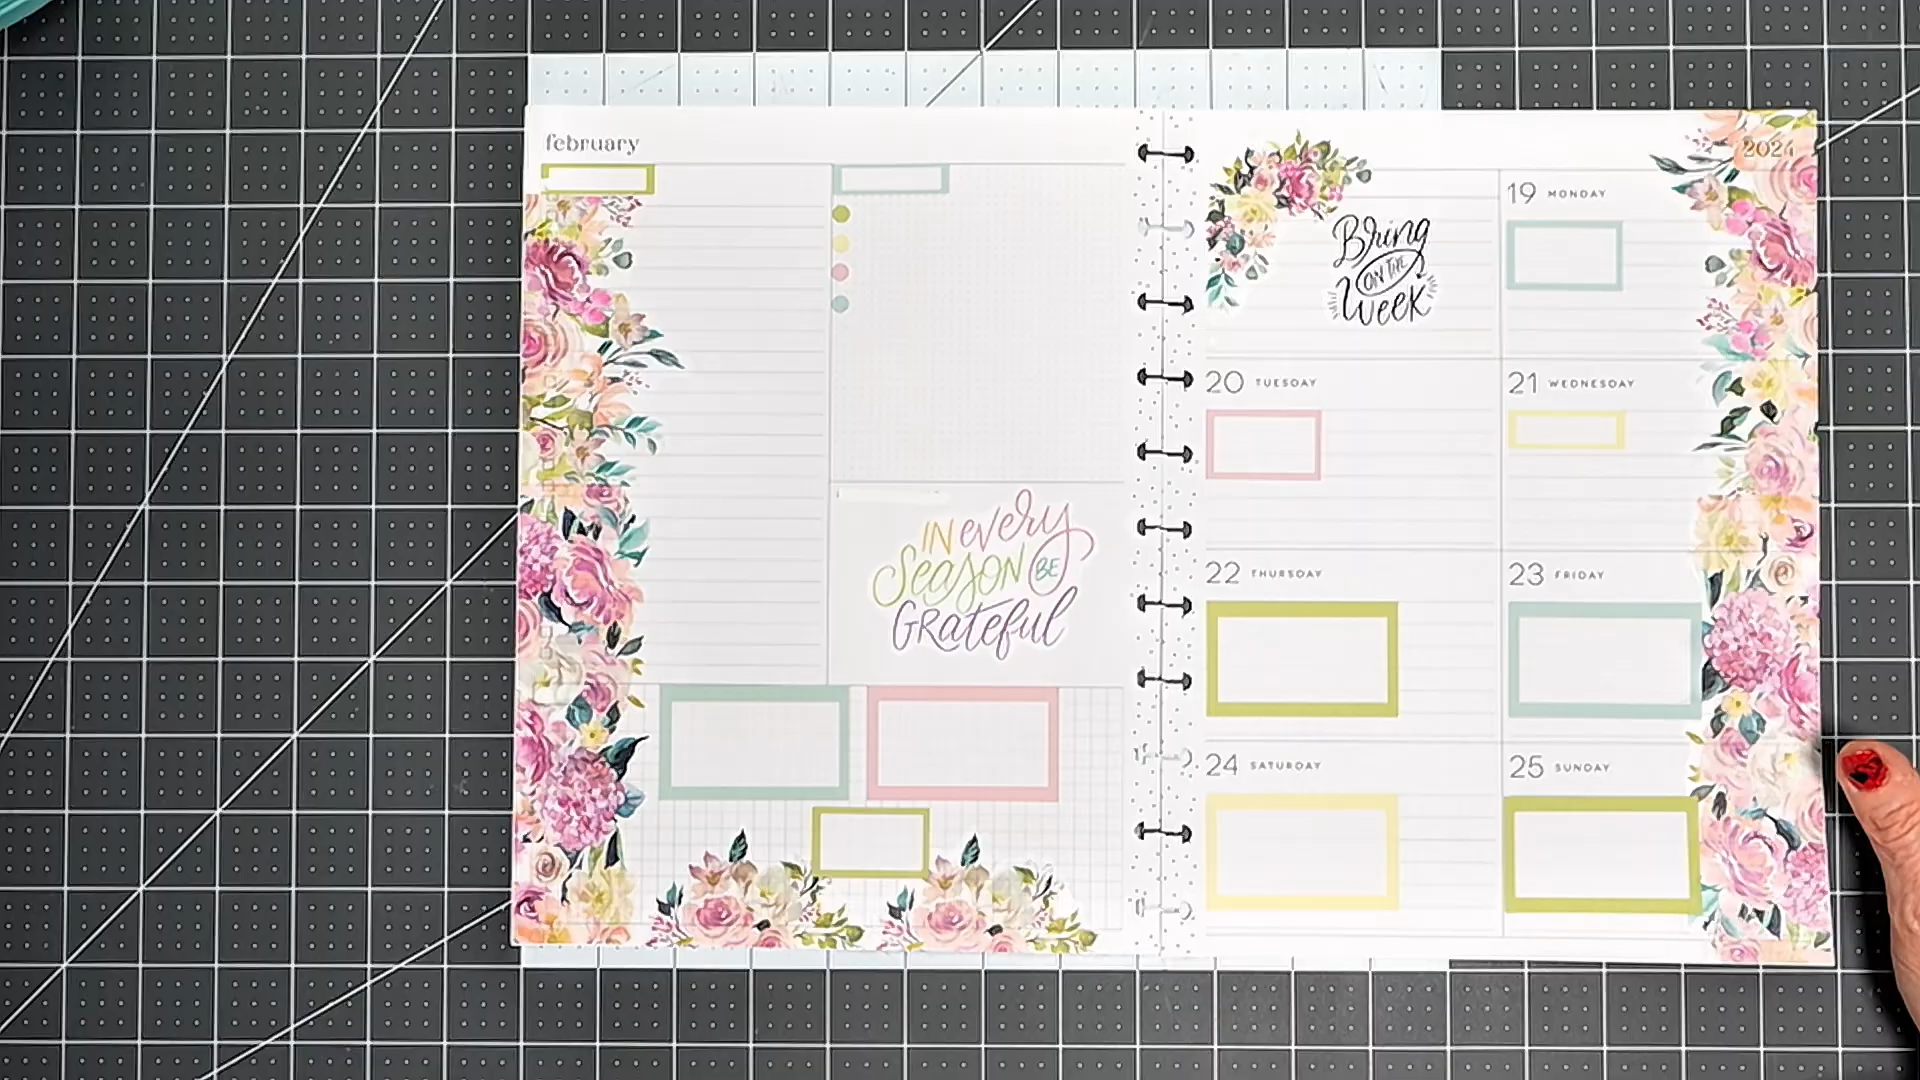 february
IN every
Season BE
Grateful
2024
Bring
ON THE
Week
19 MONDAY
20 TUESDAY
21 WEDNESDAY
22 THURSDAY
23 FRIDAY
24 SATURDAY
25 SUNDAY